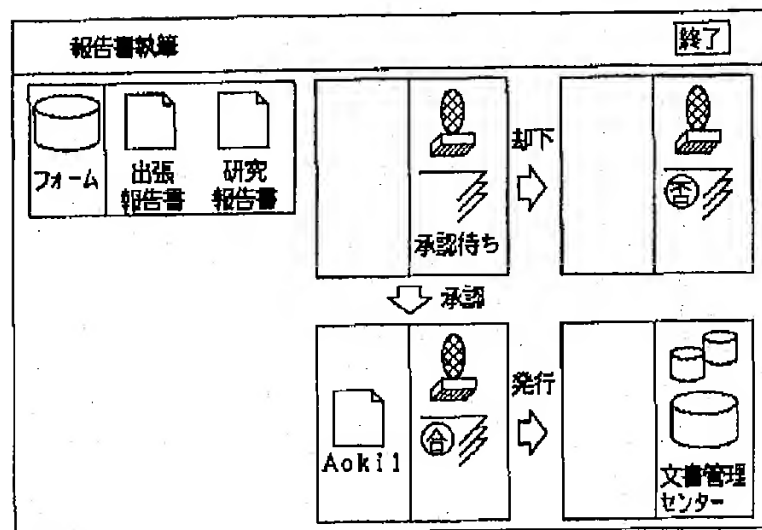 報告書執筆
終了
フォーム
出張
報告書
研究
報告書
承認待ち
却下
否
承認
Aoki1
合
発行
文書管理
センター